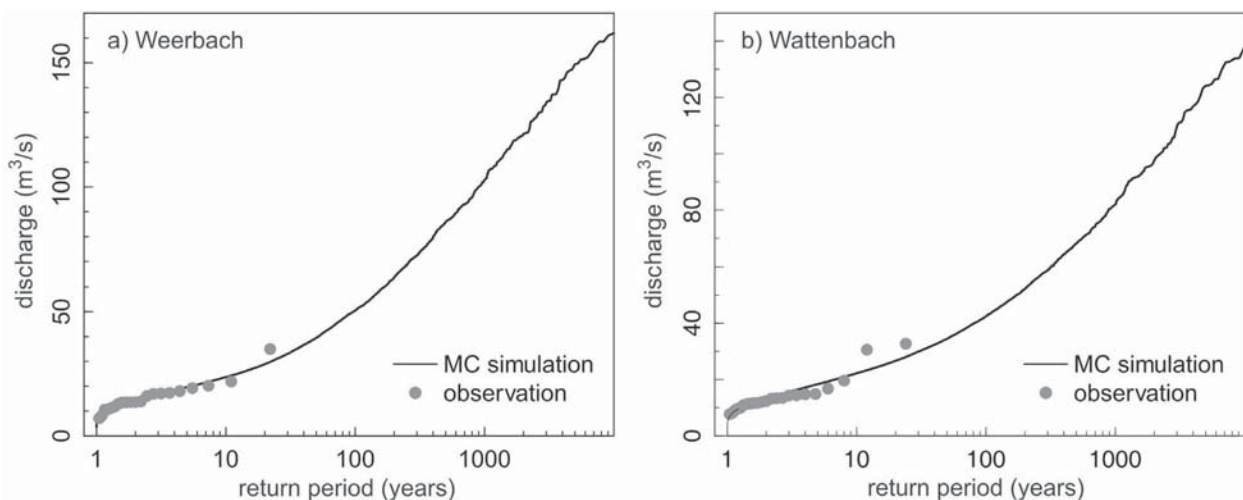 a) Weerbach
discharge (m³/s)
150
100
50
0
MC simulation
observation
1 10 100 1000
return period (years)
b) Wattenbach
discharge (m³/s)
120
80
40
0
MC simulation
observation
1 10 100 1000
return period (years)